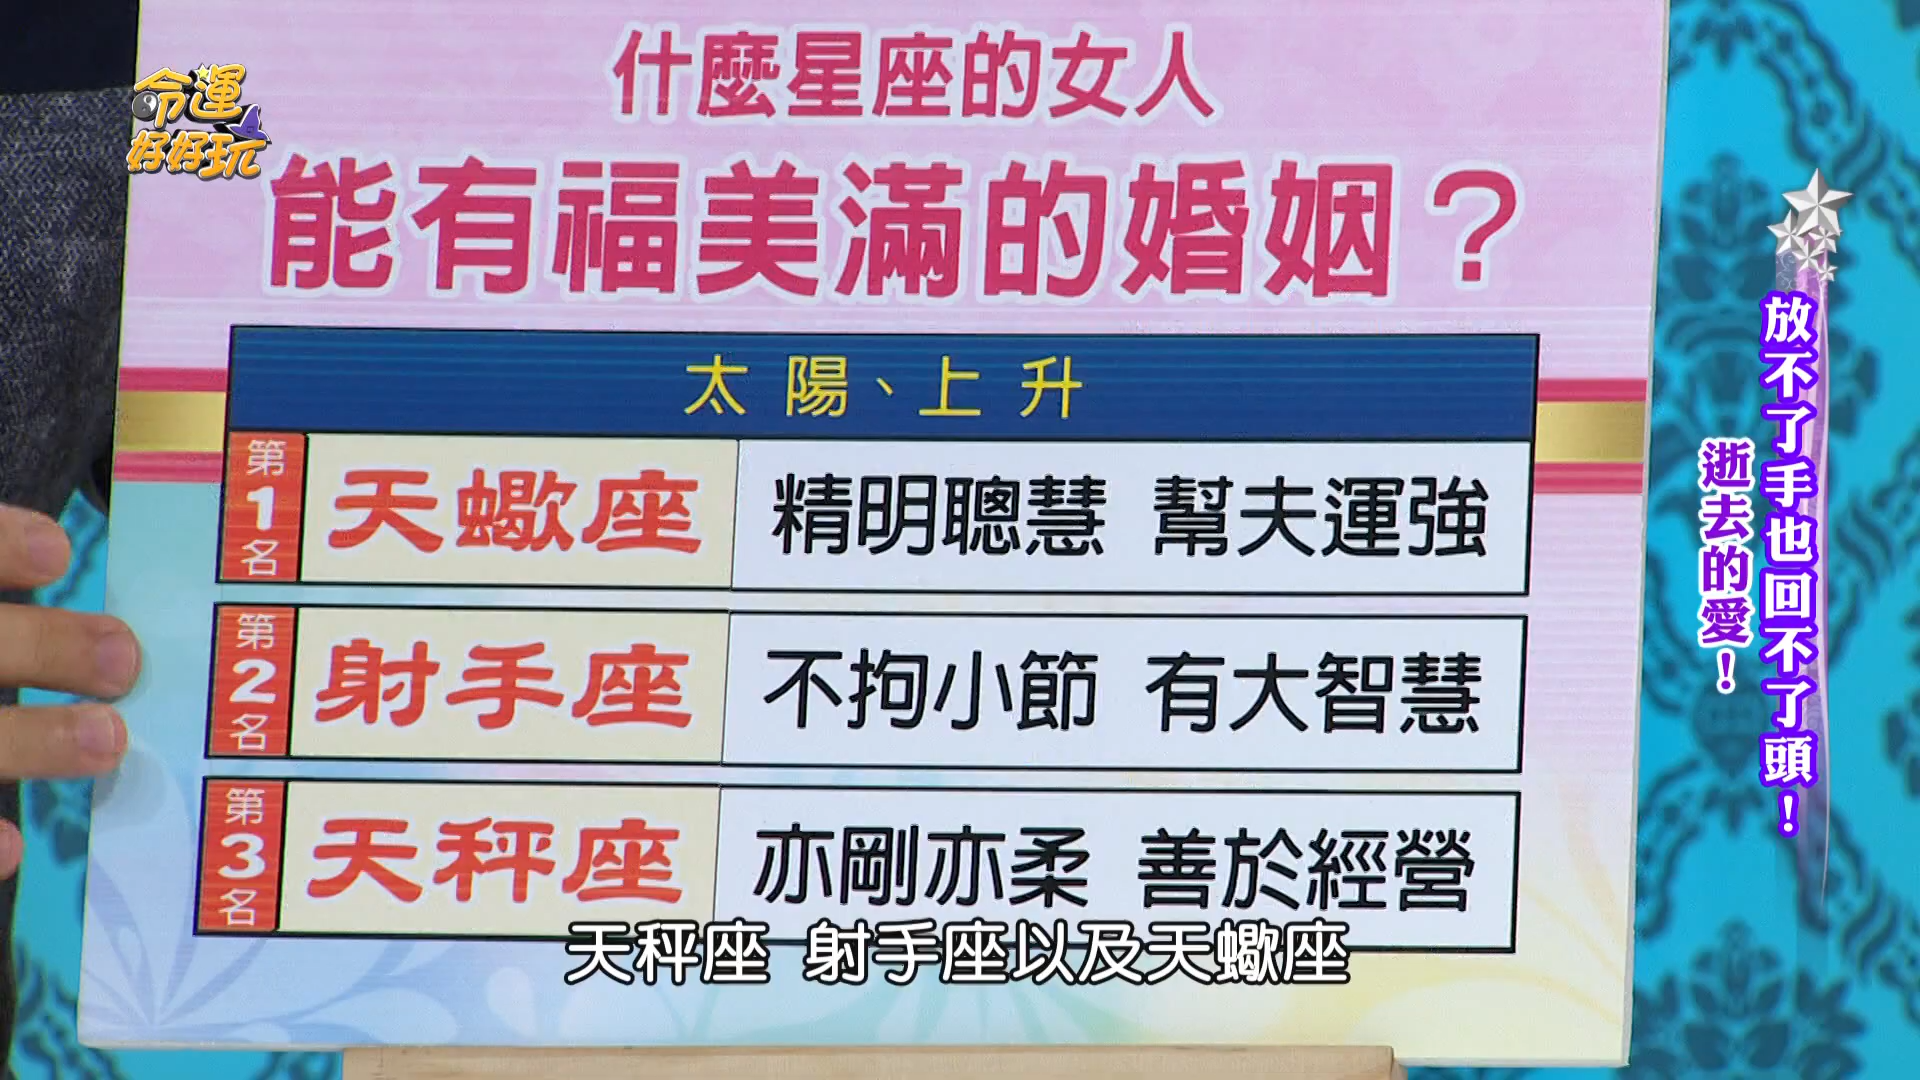 命運
好好玩
什麼星座的女人
能有福美滿的婚姻？
太陽、上升
第1名 天蠍座 精明聰慧 幫夫運強
第2名 射手座 不拘小節 有大智慧
第3名 天秤座 亦剛亦柔 善於經營
天秤座 射手座以及天蠍座
放不了手也回不了頭！
逝去的愛！